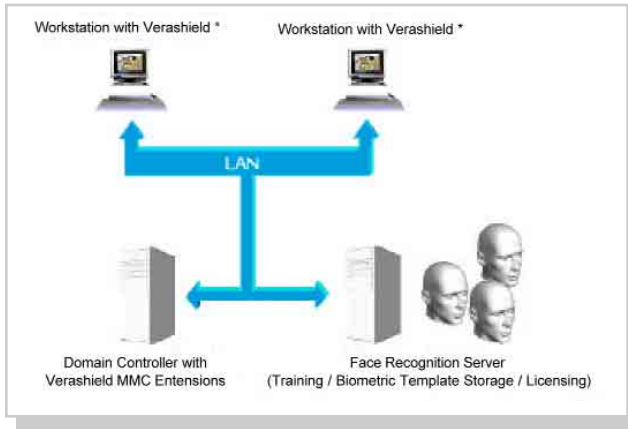 Workstation with Verashield *
Workstation with Verashield *
LAN
Domain Controller with
Verashield MMC Entensions
Face Recognition Server
(Training / Biometric Template Storage / Licensing)